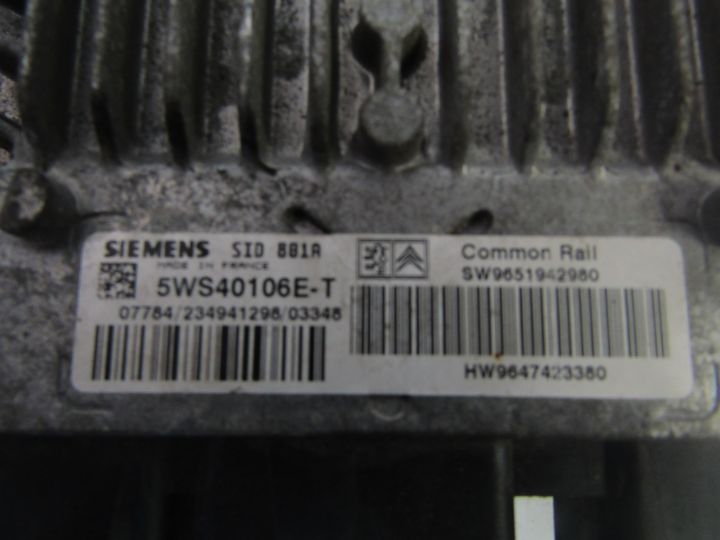 SIEMENS SID 801A
MADE IN FRANCE
5WS40106E-T
07784/234941298/03348
Common Rail
SW9651942980
HW9647423380